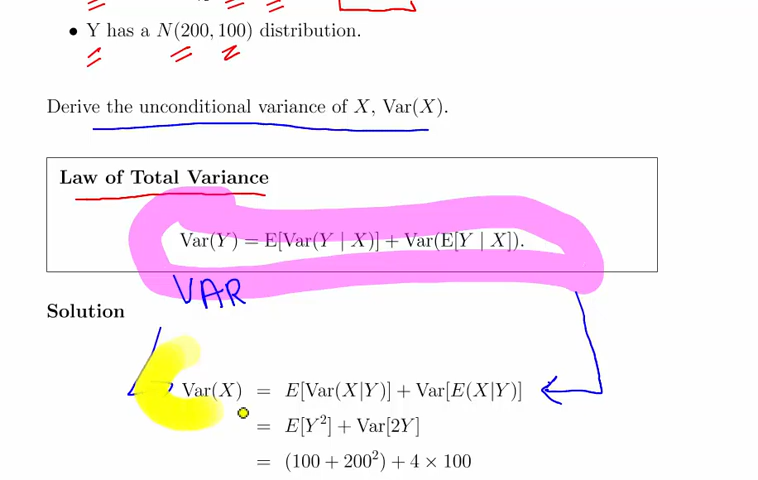 • Y has a N(200, 100) distribution.
Derive the unconditional variance of X, Var(X).
Law of Total Variance
Var(Y) = E[Var(Y | X)] + Var(E[Y | X]).
VAR
Solution
Var(X) = E[Var(X|Y)] + Var[E(X|Y)]
= E[Y²] + Var[2Y]
= (100 + 200²) + 4 × 100